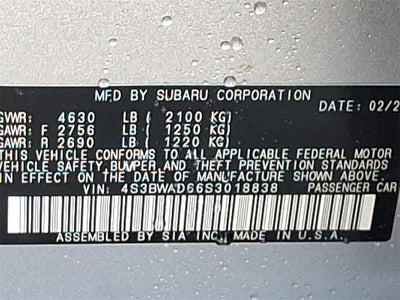 MFD BY SUBARU CORPORATION
DATE: 02/2
GVWR: 4630 LB ( 2100 KG)
GAWR: F 2756 LB ( 1250 KG)
GAWR: R 2690 LB ( 1220 KG)
THIS VEHICLE CONFORMS TO ALL APPLICABLE FEDERAL MOTOR
VEHICLE SAFETY, BUMPER, AND THEFT PREVENTION STANDARDS
IN EFFECT ON THE DATE OF MANUFACTURE SHOWN ABOVE.
VIN: 4S3BWAD66S3018838 PASSENGER CAR
ASSEMBLED BY SIA INC., MADE IN U.S.A.